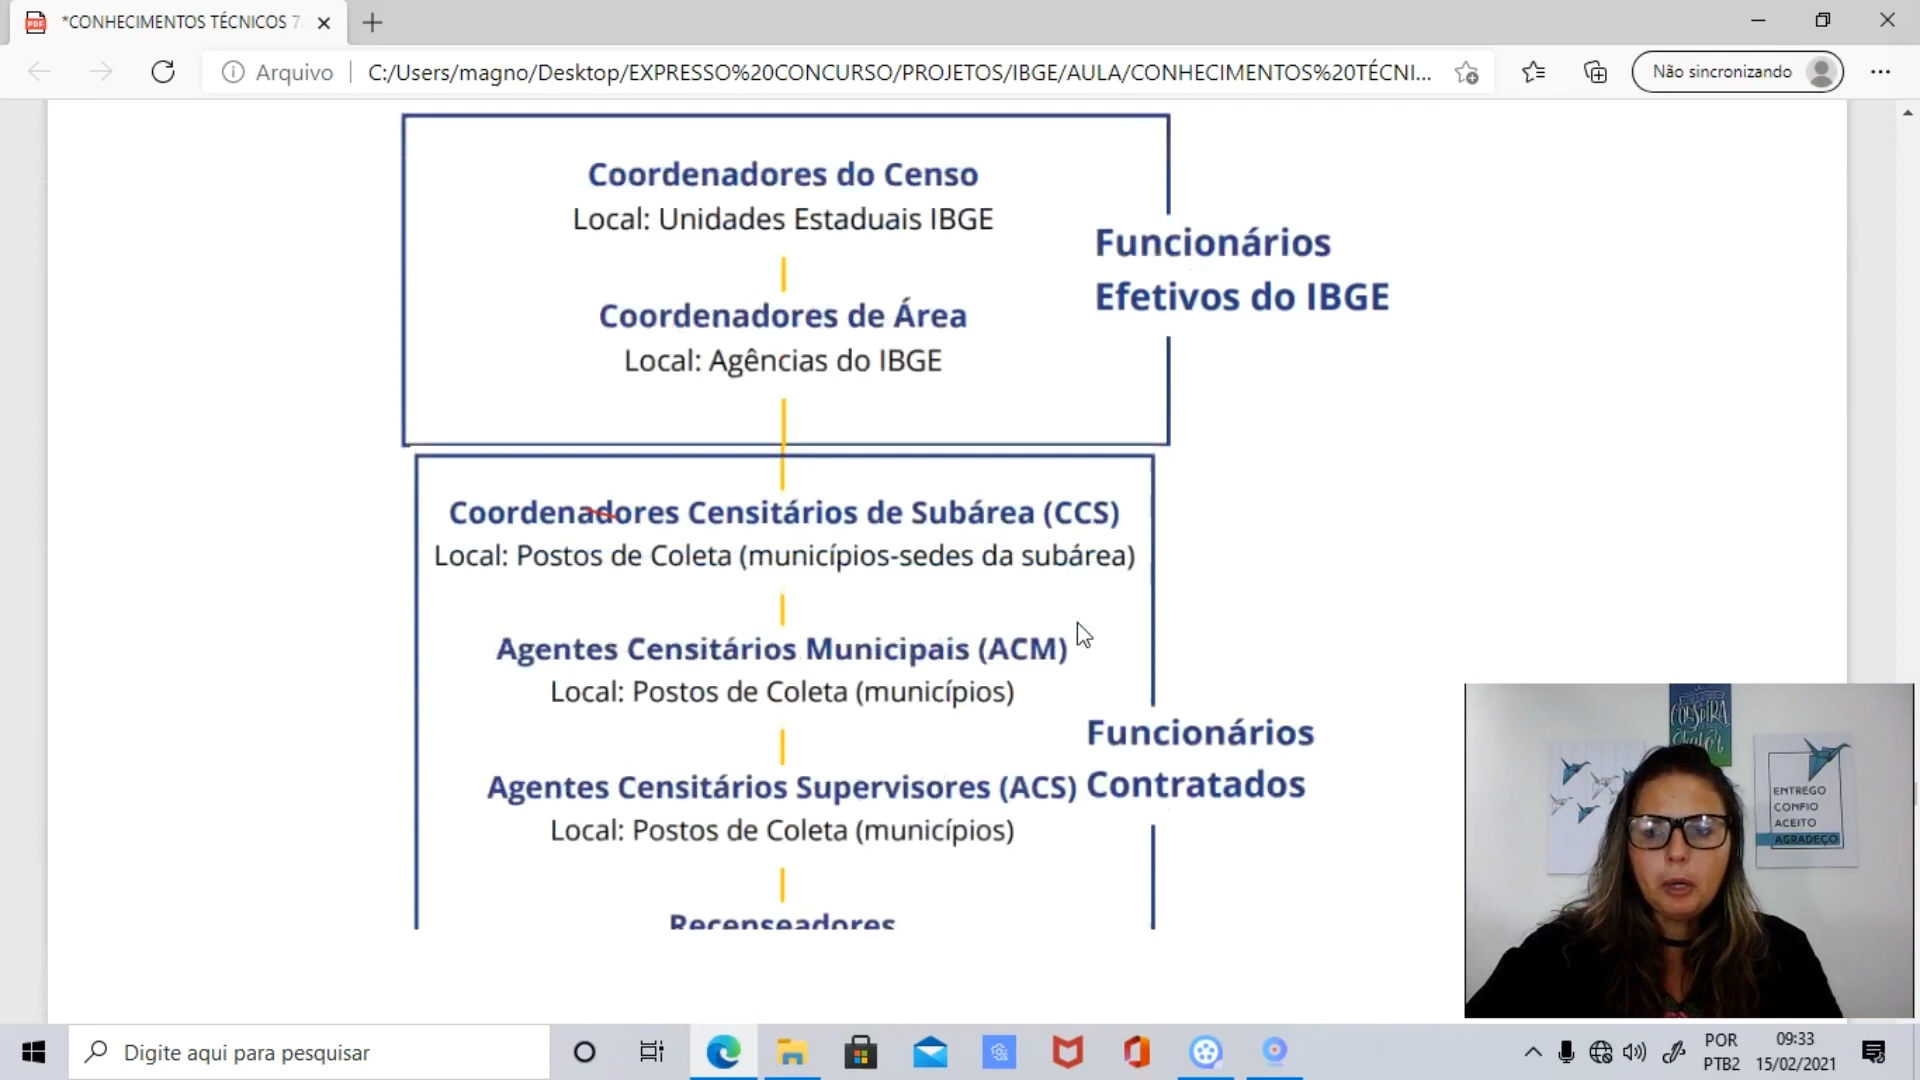 *CONHECIMENTOS TÉCNICOS 7
Arquivo
C:/Users/magno/Desktop/EXPRESSO%20CONCURSO/PROJETOS/IBGE/AULA/CONHECIMENTOS%20TÉCNI...
Não sincronizando
Coordenadores do Censo
Local: Unidades Estaduais IBGE
Coordenadores de Área
Local: Agências do IBGE
Funcionários
Efetivos do IBGE
Coordenadores Censitários de Subárea (CCS)
Local: Postos de Coleta (municípios-sedes da subárea)
Agentes Censitários Municipais (ACM)
Local: Postos de Coleta (municípios)
Agentes Censitários Supervisores (ACS)
Local: Postos de Coleta (municípios)
Recenseadores
Funcionários
Contratados
ENTREGO
CONFIO
ACEITO
AGRADEÇO
Digite aqui para pesquisar
POR
PTB2
09:33
15/02/2021